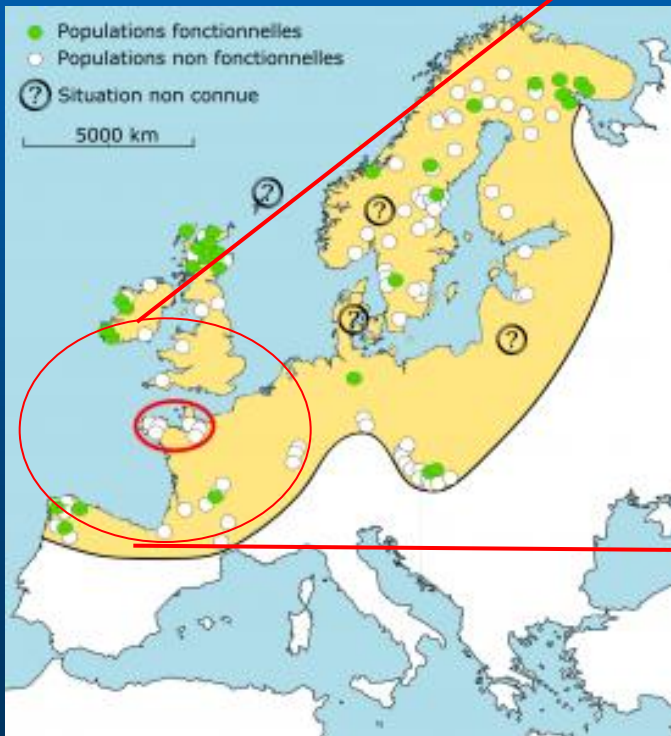 Populations fonctionnelles
Populations non fonctionnelles
? Situation non connue
5000 km
?
?
?
?